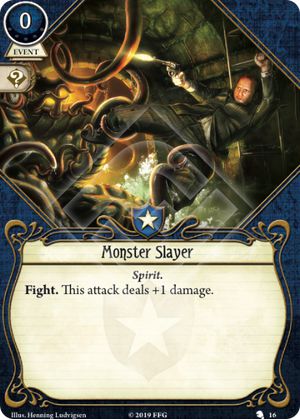 0
EVENT
?
Monster Slayer
Spirit.
Fight. This attack deals +1 damage.
Illus. Henning Ludvigsen
© 2019 FFG
16